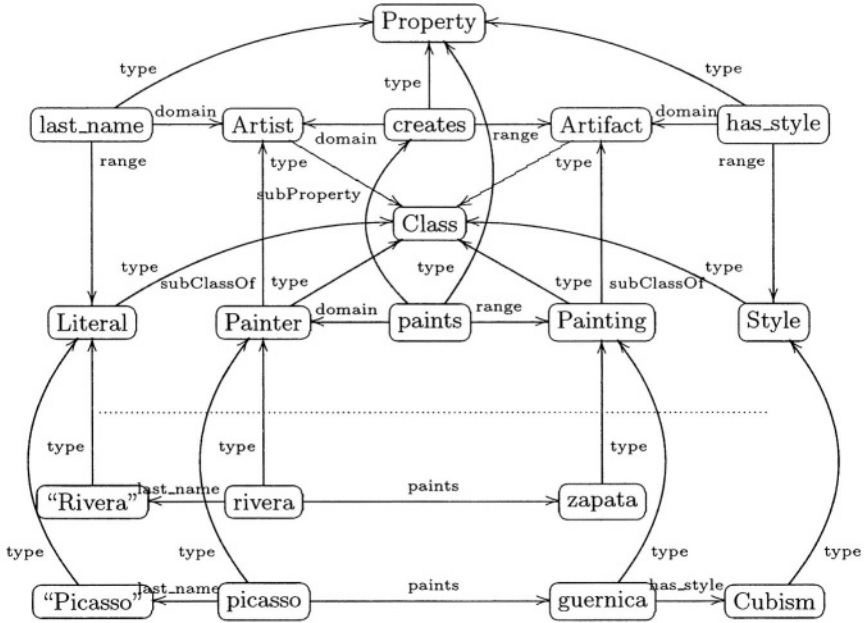 Property
type type type
last_name domain Artist domain creates range Artifact domain has_style
range type subProperty type range
Class
type subClassOf type type type subClassOf type
Literal Painter domain paints range Painting Style
type type type
"Rivera" last_name rivera paints zapata
type type type type
"Picasso" last_name picasso paints guernica has_style Cubism